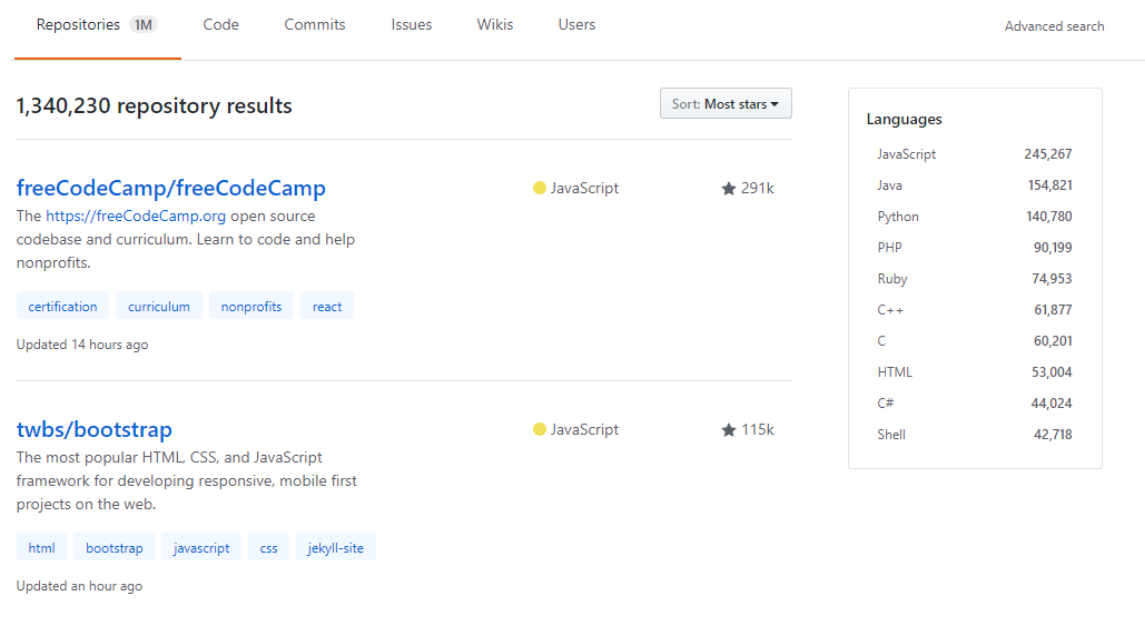 Repositories 1M Code Commits Issues Wikis Users Advanced search
1,340,230 repository results
Sort: Most stars
freeCodeCamp/freeCodeCamp
JavaScript
291k
The https://freeCodeCamp.org open source
codebase and curriculum. Learn to code and help
nonprofits.
certification curriculum nonprofits react
Updated 14 hours ago
twbs/bootstrap
JavaScript
115k
The most popular HTML, CSS, and JavaScript
framework for developing responsive, mobile first
projects on the web.
html bootstrap javascript css jekyll-site
Updated an hour ago
Languages
JavaScript 245,267
Java 154,821
Python 140,780
PHP 90,199
Ruby 74,953
C++ 61,877
C 60,201
HTML 53,004
C# 44,024
Shell 42,718